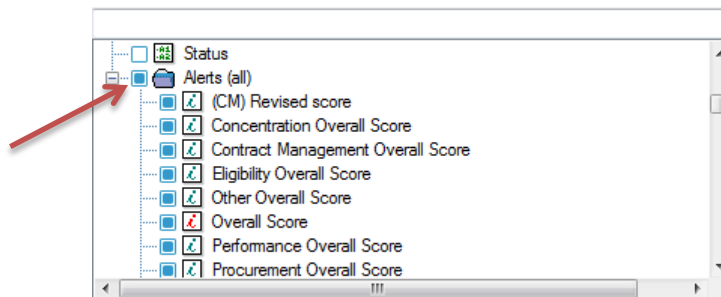 Status
Alerts (all)
(CM) Revised score
Concentration Overall Score
Contract Management Overall Score
Eligibility Overall Score
Other Overall Score
Overall Score
Performance Overall Score
Procurement Overall Score